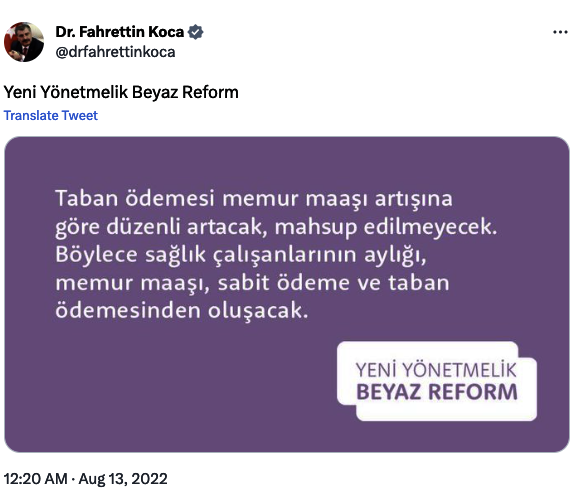 Dr. Fahrettin Koca
@drfahrettinkoca
Yeni Yönetmelik Beyaz Reform
Translate Tweet
Taban ödemesi memur maaşı artışına
göre düzenli artacak, mahsup edilmeyecek.
Böylece sağlık çalışanlarının aylığı,
memur maaşı, sabit ödeme ve taban
ödemesinden oluşacak.
YENİ YÖNETMELİK
BEYAZ REFORM
12:20 AM · Aug 13, 2022